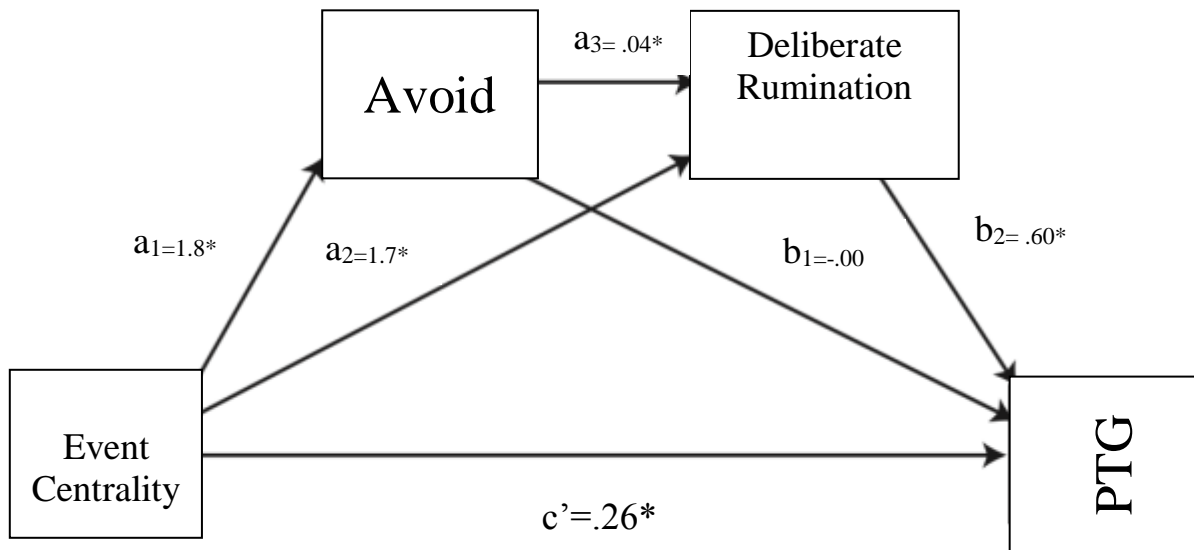 a3= .04*
Avoid
Deliberate
Rumination
a1=1.8*
a2=1.7*
b1=-.00
b2= .60*
Event
Centrality
PTG
c’=.26*